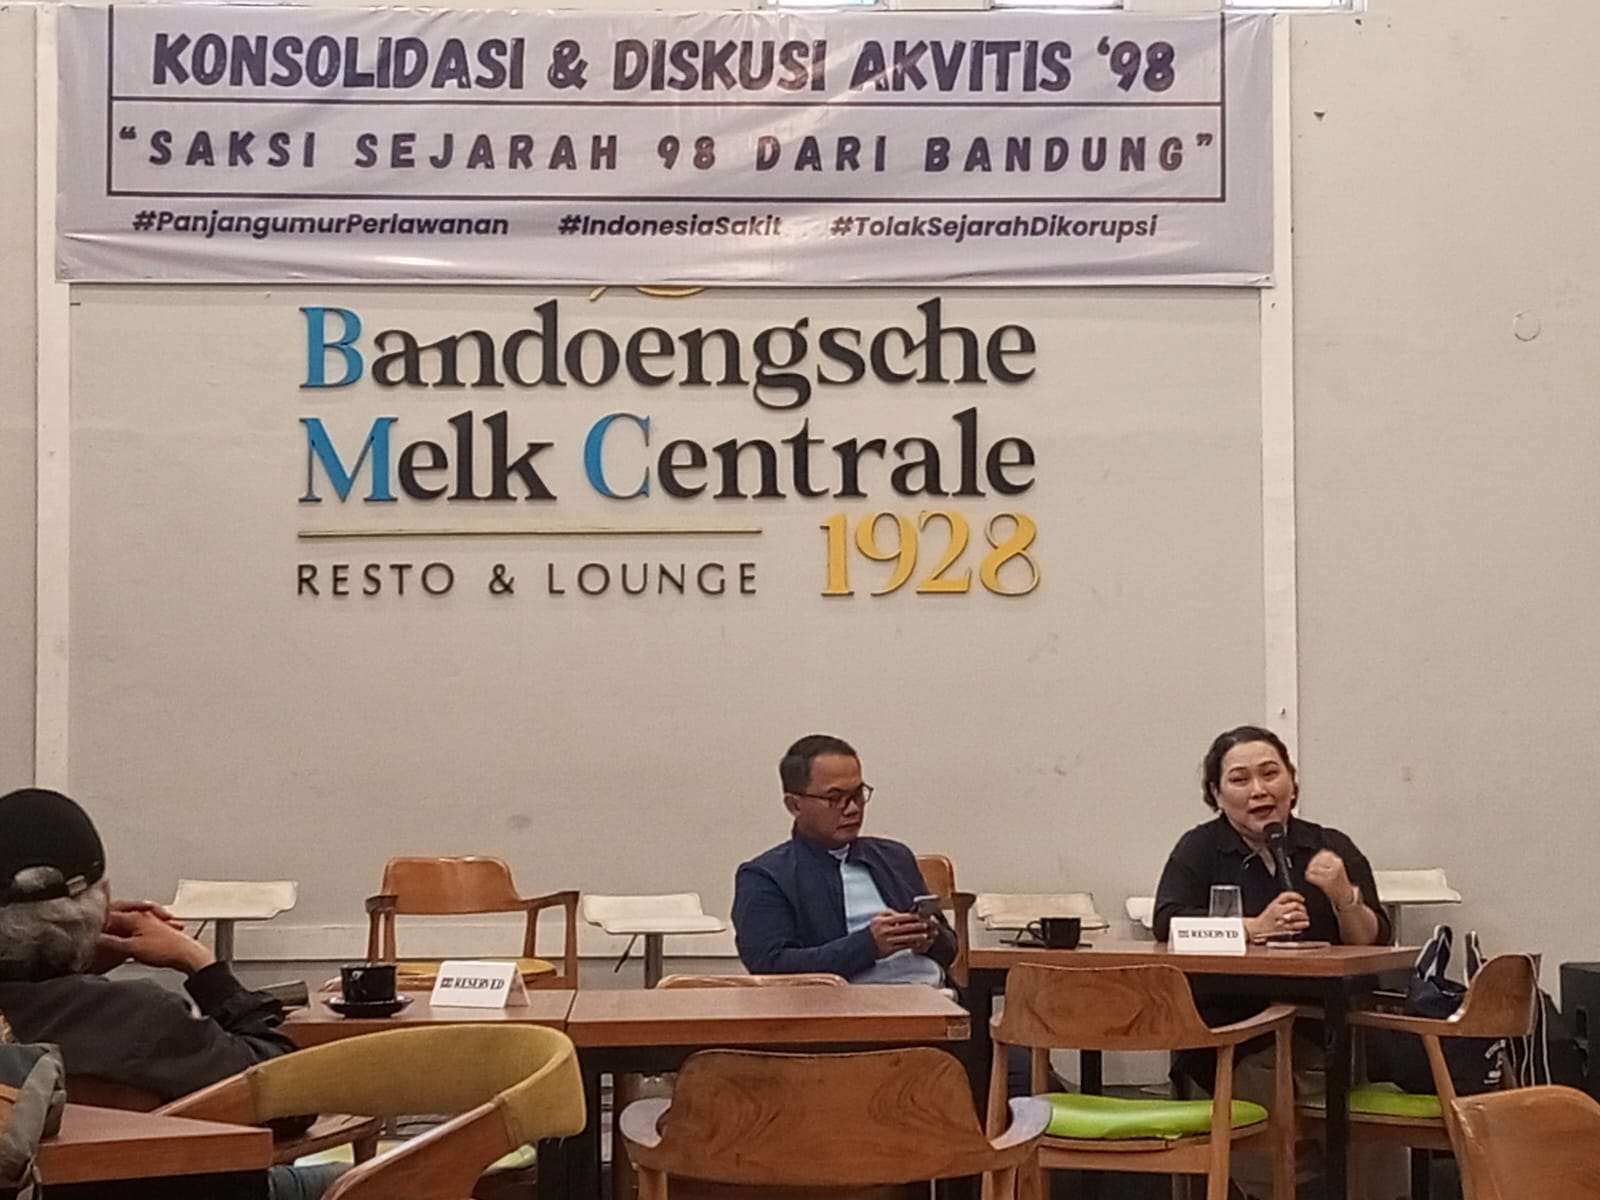 KONSOLIDASI & DISKUSI AKVITIS ‘98
“SAKSI SEJARAH 98 DARI BANDUNG”
#PanjangumurPerlawanan #IndonesiaSakit #TolakSejarahDikorupsi
Bandoengsche
Melk Centrale
RESTO & LOUNGE 1928
RESERVED
RESERVED